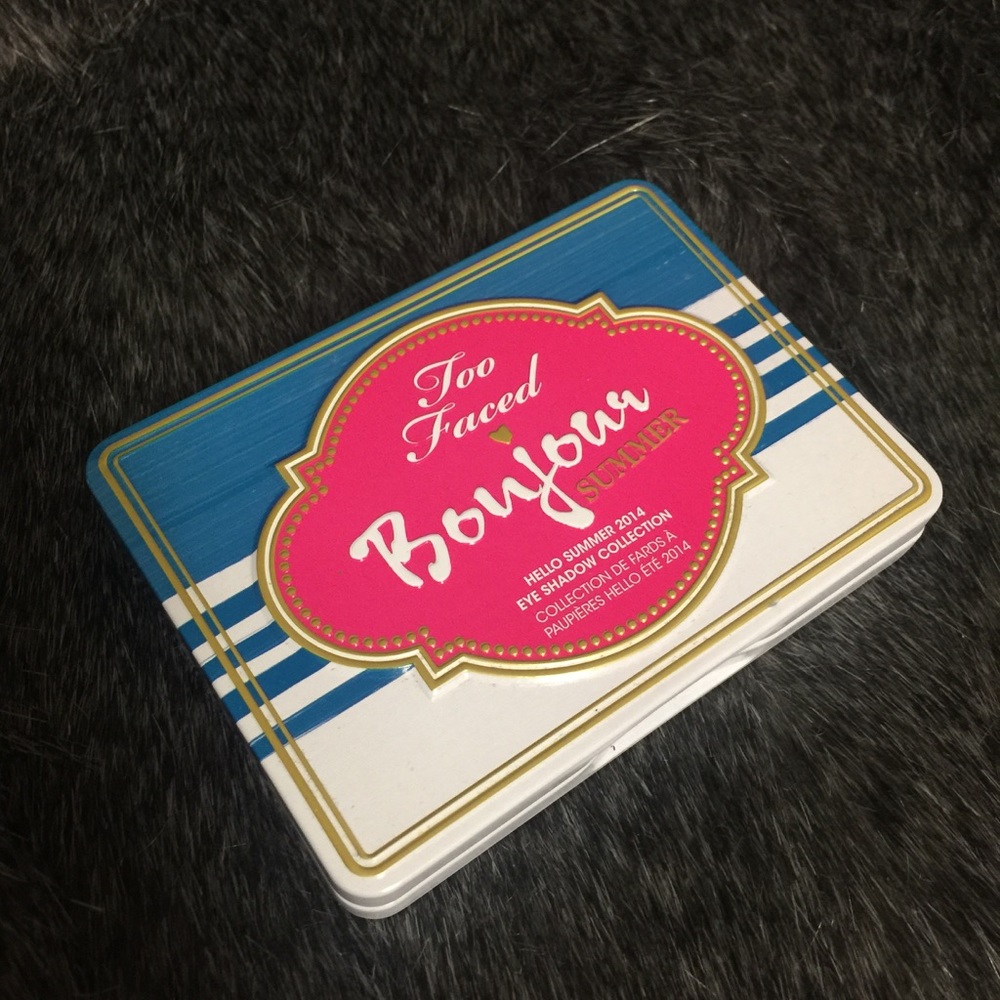 Too
Faced
Bonjour
SUMMER
HELLO SUMMER 2014
EYE SHADOW COLLECTION
COLLECTION DE FARDS À
PAUPIÈRES HELLO ÉTÉ 2014